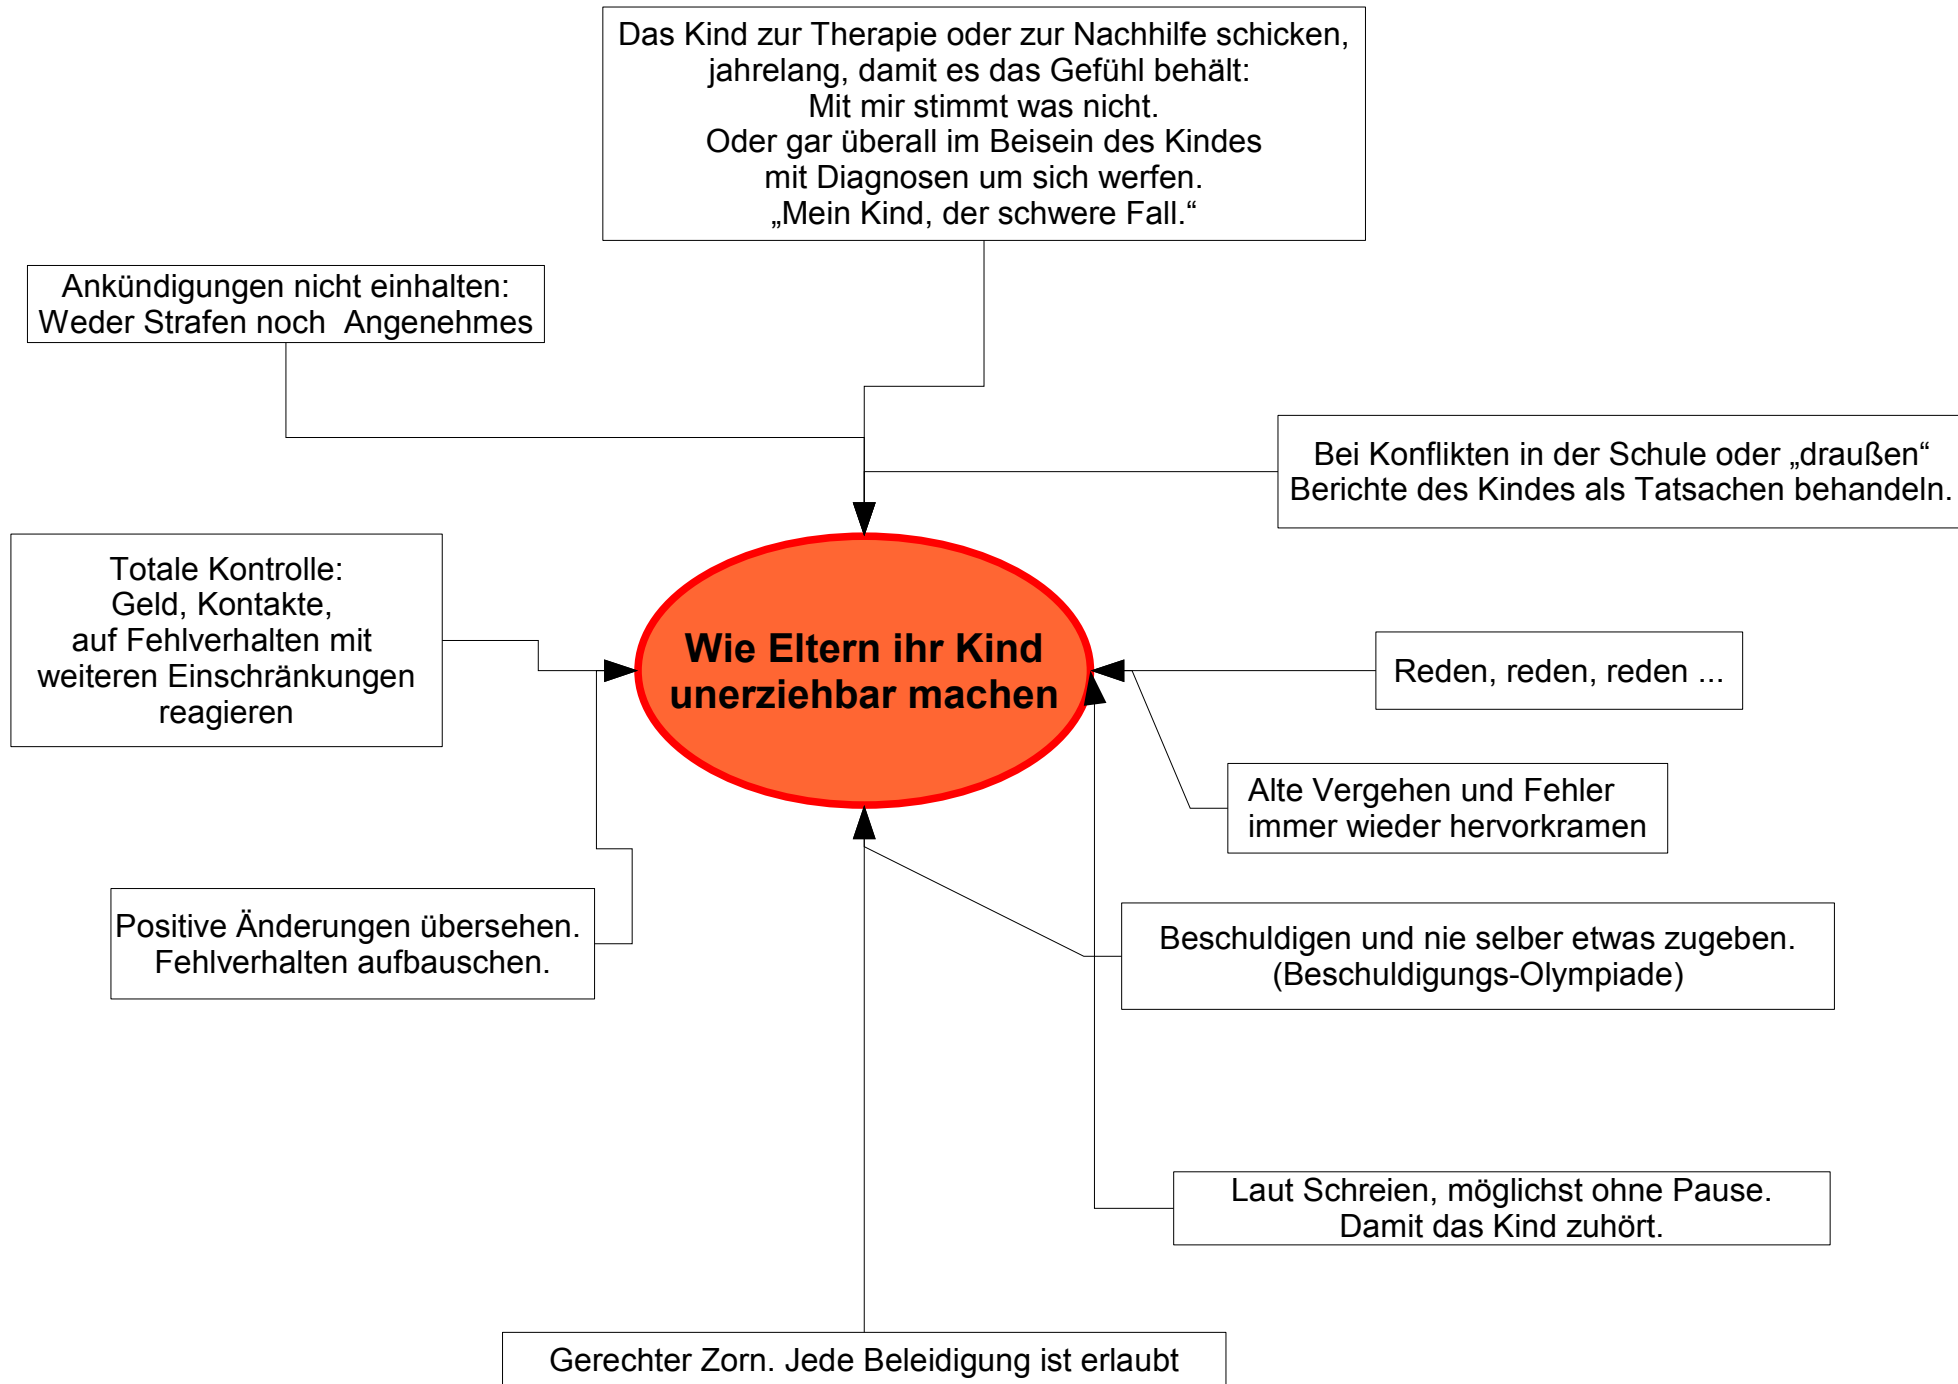 Das Kind zur Therapie oder zur Nachhilfe schicken,
jahrelang, damit es das Gefühl behält:
Mit mir stimmt was nicht.
Oder gar überall im Beisein des Kindes
mit Diagnosen um sich werfen.
„Mein Kind, der schwere Fall.“
Ankündigungen nicht einhalten:
Weder Strafen noch  Angenehmes
Bei Konflikten in der Schule oder „draußen“
Berichte des Kindes als Tatsachen behandeln.
Totale Kontrolle:
Geld, Kontakte,
auf Fehlverhalten mit
weiteren Einschränkungen
reagieren
Wie Eltern ihr Kind
unerziehbar machen
Reden, reden, reden ...
Alte Vergehen und Fehler
immer wieder hervorkramen
Positive Änderungen übersehen.
Fehlverhalten aufbauschen.
Beschuldigen und nie selber etwas zugeben.
(Beschuldigungs-Olympiade)
Laut Schreien, möglichst ohne Pause.
Damit das Kind zuhört.
Gerechter Zorn. Jede Beleidigung ist erlaubt